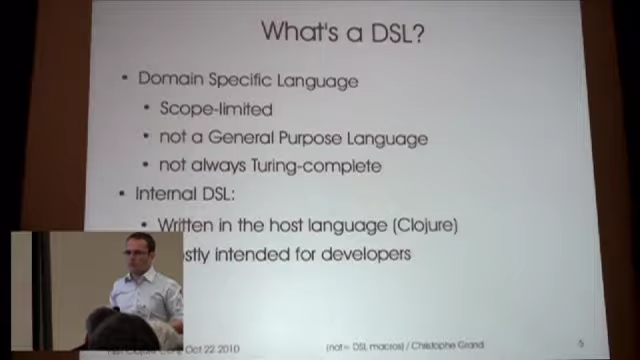 What's a DSL?
• Domain Specific Language
• Scope-limited
• not a General Purpose Language
• not always Turing-complete
• Internal DSL:
• Written in the host language (Clojure)
intended for developers
Oct 22 2010
(not= DSL macros) / Christophe Grand
5